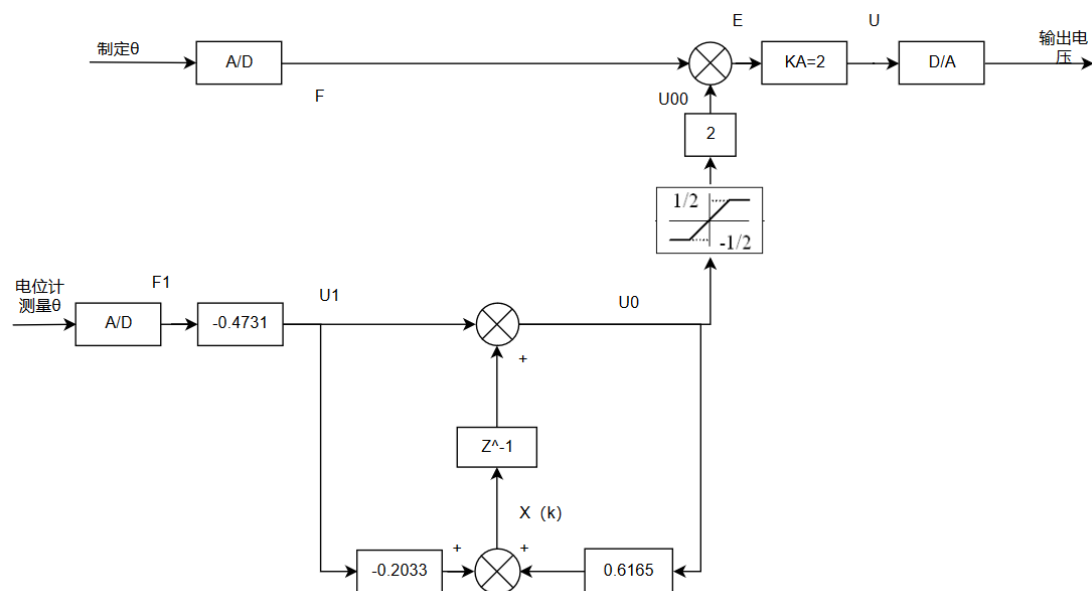 制定θ
A/D
F
E
KA=2
U
D/A
输出电
压
U00
2
1/2
-1/2
电位计
测量θ
A/D
F1
-0.4731
U1
U0
+
Z^-1
X（k）
+
+
-0.2033
0.6165